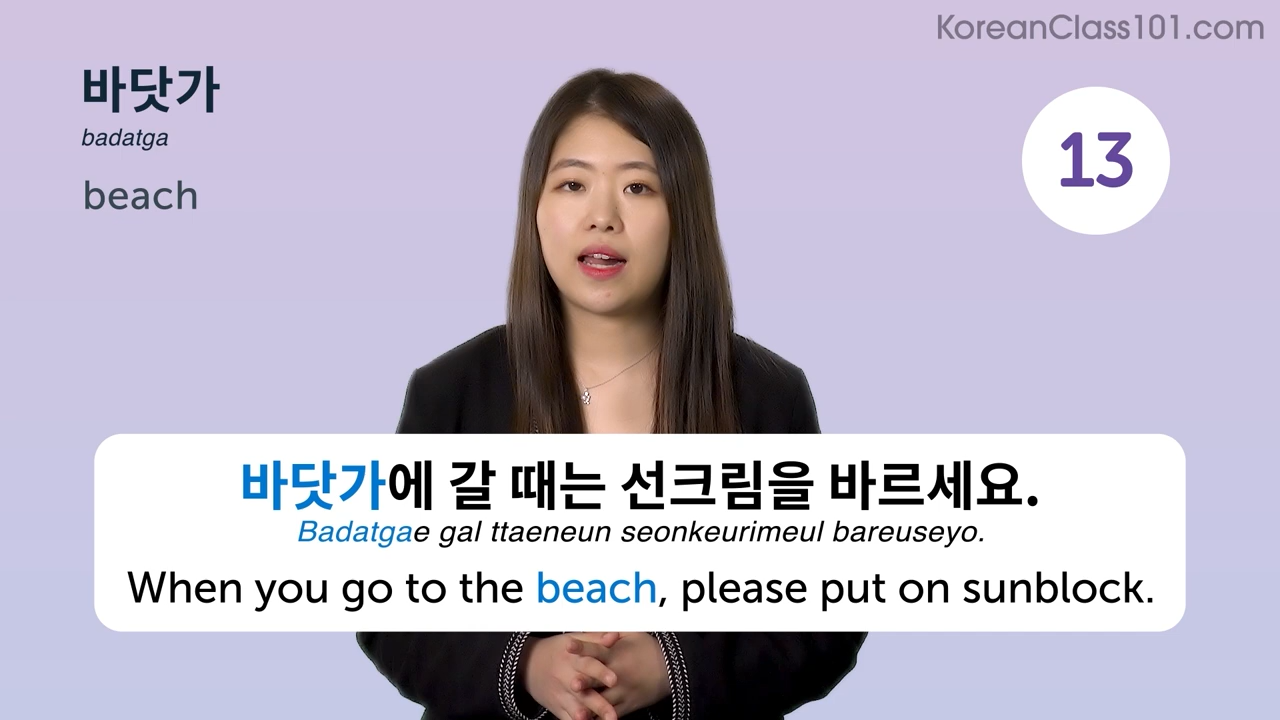 KoreanClass101.com
바닷가
badatga
beach
13
바닷가에 갈 때는 선크림을 바르세요.
Badatgae gal ttaeneun seonkeurimeul bareuseyo.
When you go to the beach, please put on sunblock.